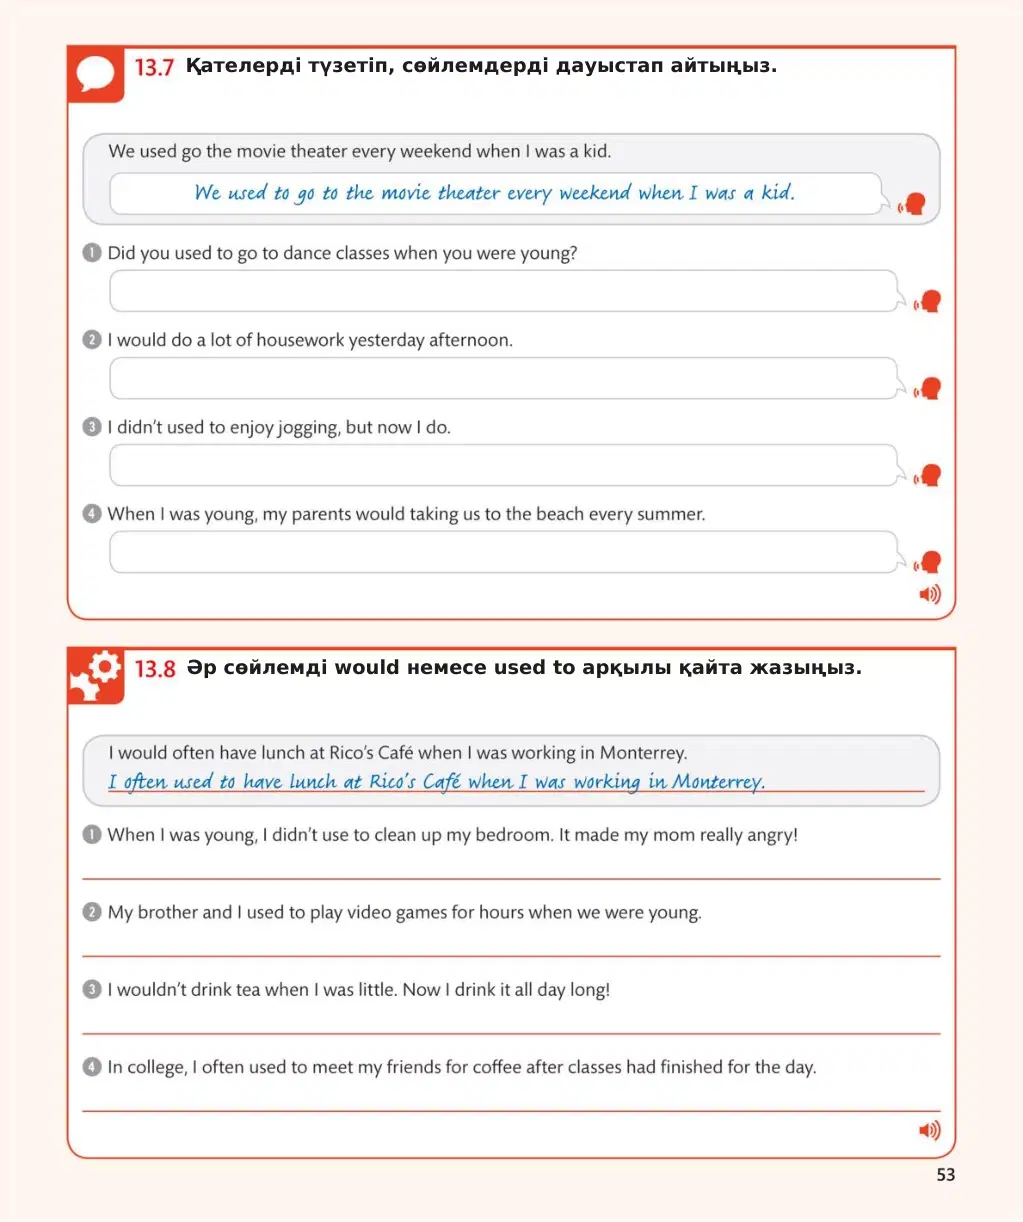 13.7 Қателерді түзетіп, сөйлемдерді дауыстап айтыңыз.
We used go the movie theater every weekend when I was a kid.
We used to go to the movie theater every weekend when I was a kid.
1 Did you used to go to dance classes when you were young?
2 I would do a lot of housework yesterday afternoon.
3 I didn’t used to enjoy jogging, but now I do.
4 When I was young, my parents would taking us to the beach every summer.
13.8 Әр сөйлемді would немесе used to арқылы қайта жазыңыз.
I would often have lunch at Rico’s Café when I was working in Monterrey.
I often used to have lunch at Rico’s Café when I was working in Monterrey.
1 When I was young, I didn’t use to clean up my bedroom. It made my mom really angry!
2 My brother and I used to play video games for hours when we were young.
3 I wouldn’t drink tea when I was little. Now I drink it all day long!
4 In college, I often used to meet my friends for coffee after classes had finished for the day.
53